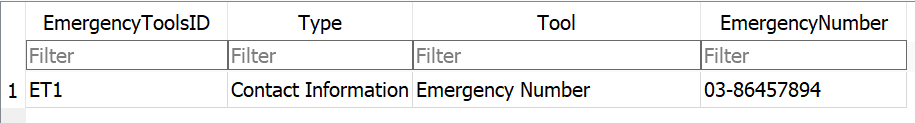 EmergencyToolsID Type Tool EmergencyNumber
Filter Filter Filter Filter
1 ET1 Contact Information Emergency Number 03-86457894